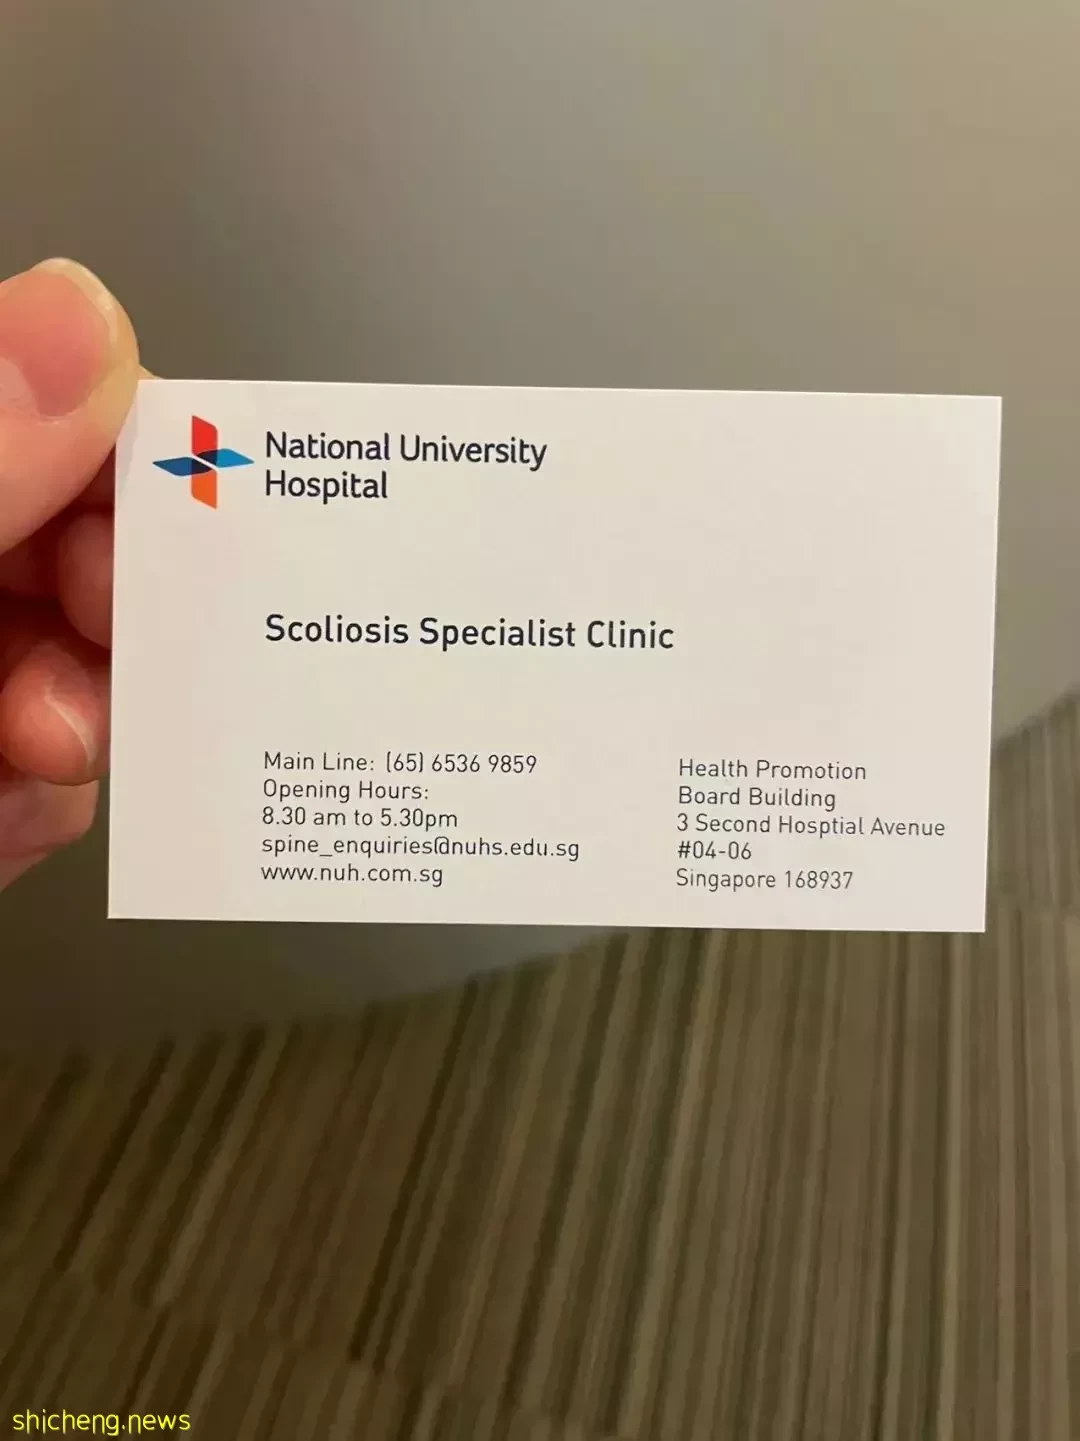 National University
Hospital
Scoliosis Specialist Clinic
Main Line: (65) 6536 9859
Opening Hours:
8.30 am to 5.30pm
spine_enquiries@nuhs.edu.sg
www.nuh.com.sg
Health Promotion
Board Building
3 Second Hosptial Avenue
#04-06
Singapore 168937
shicheng.news